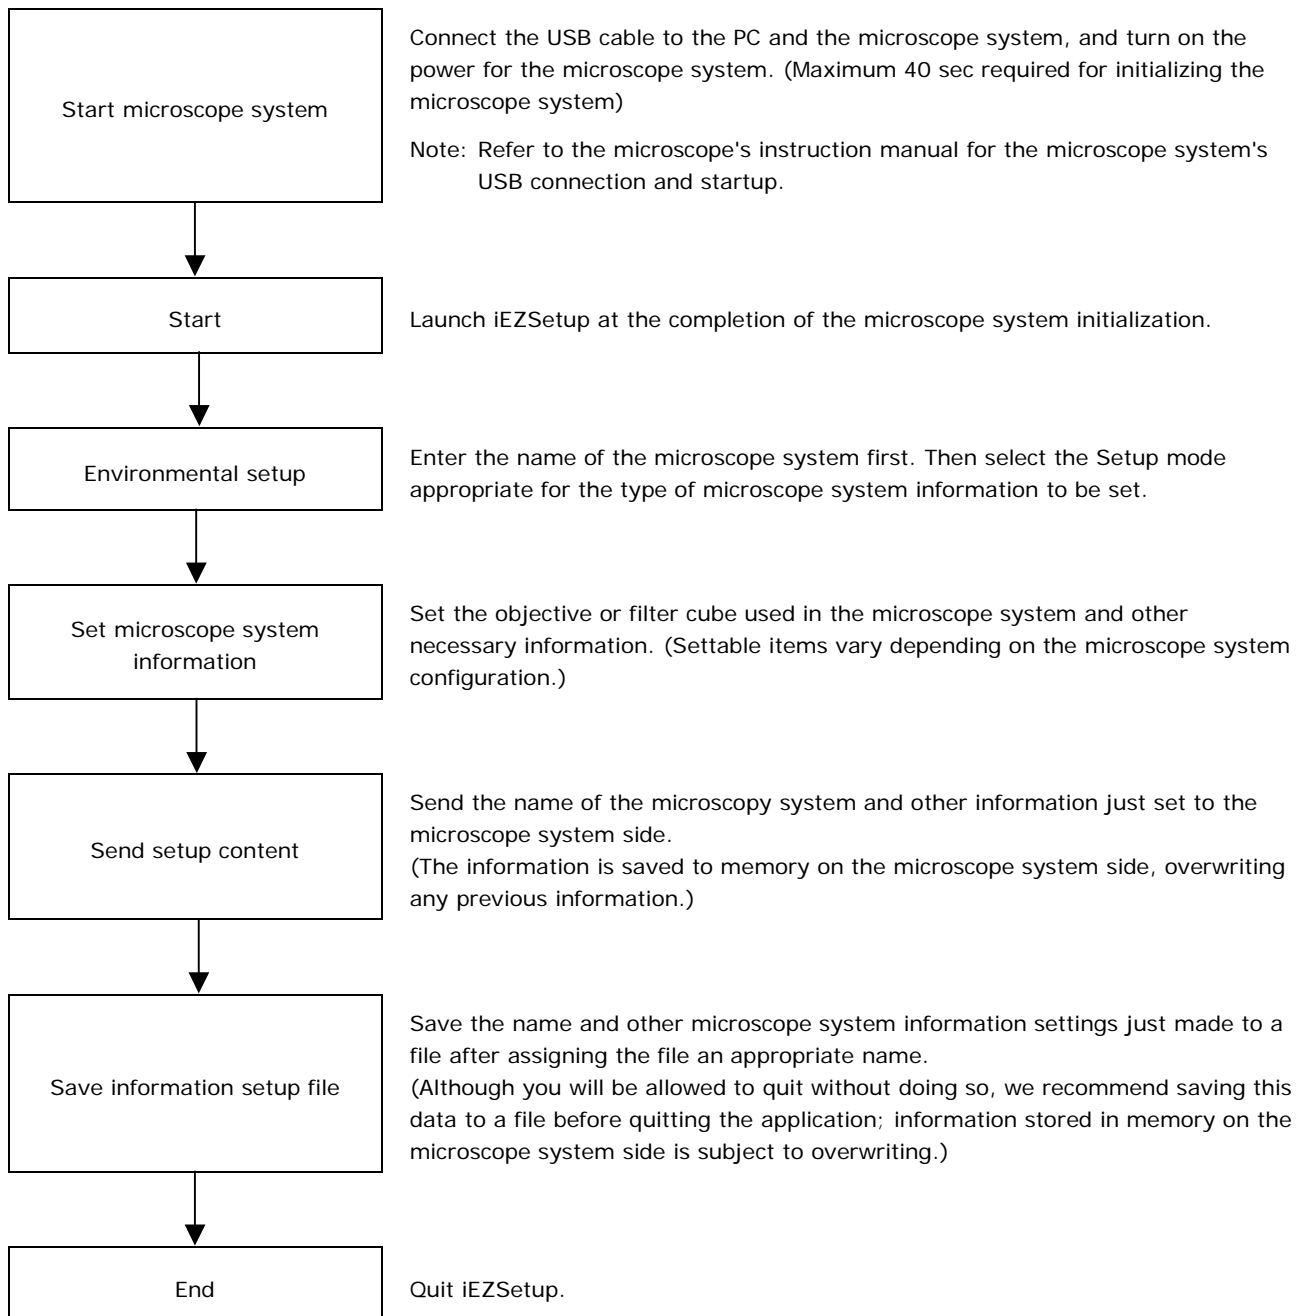 Start microscope system
Connect the USB cable to the PC and the microscope system, and turn on the
power for the microscope system. (Maximum 40 sec required for initializing the
microscope system)
Note: Refer to the microscope's instruction manual for the microscope system's
USB connection and startup.
Start
Launch iEZSetup at the completion of the microscope system initialization.
Environmental setup
Enter the name of the microscope system first. Then select the Setup mode
appropriate for the type of microscope system information to be set.
Set microscope system
information
Set the objective or filter cube used in the microscope system and other
necessary information. (Settable items vary depending on the microscope system
configuration.)
Send setup content
Send the name of the microscopy system and other information just set to the
microscope system side.
(The information is saved to memory on the microscope system side, overwriting
any previous information.)
Save information setup file
Save the name and other microscope system information settings just made to a
file after assigning the file an appropriate name.
(Although you will be allowed to quit without doing so, we recommend saving this
data to a file before quitting the application; information stored in memory on the
microscope system side is subject to overwriting.)
End
Quit iEZSetup.